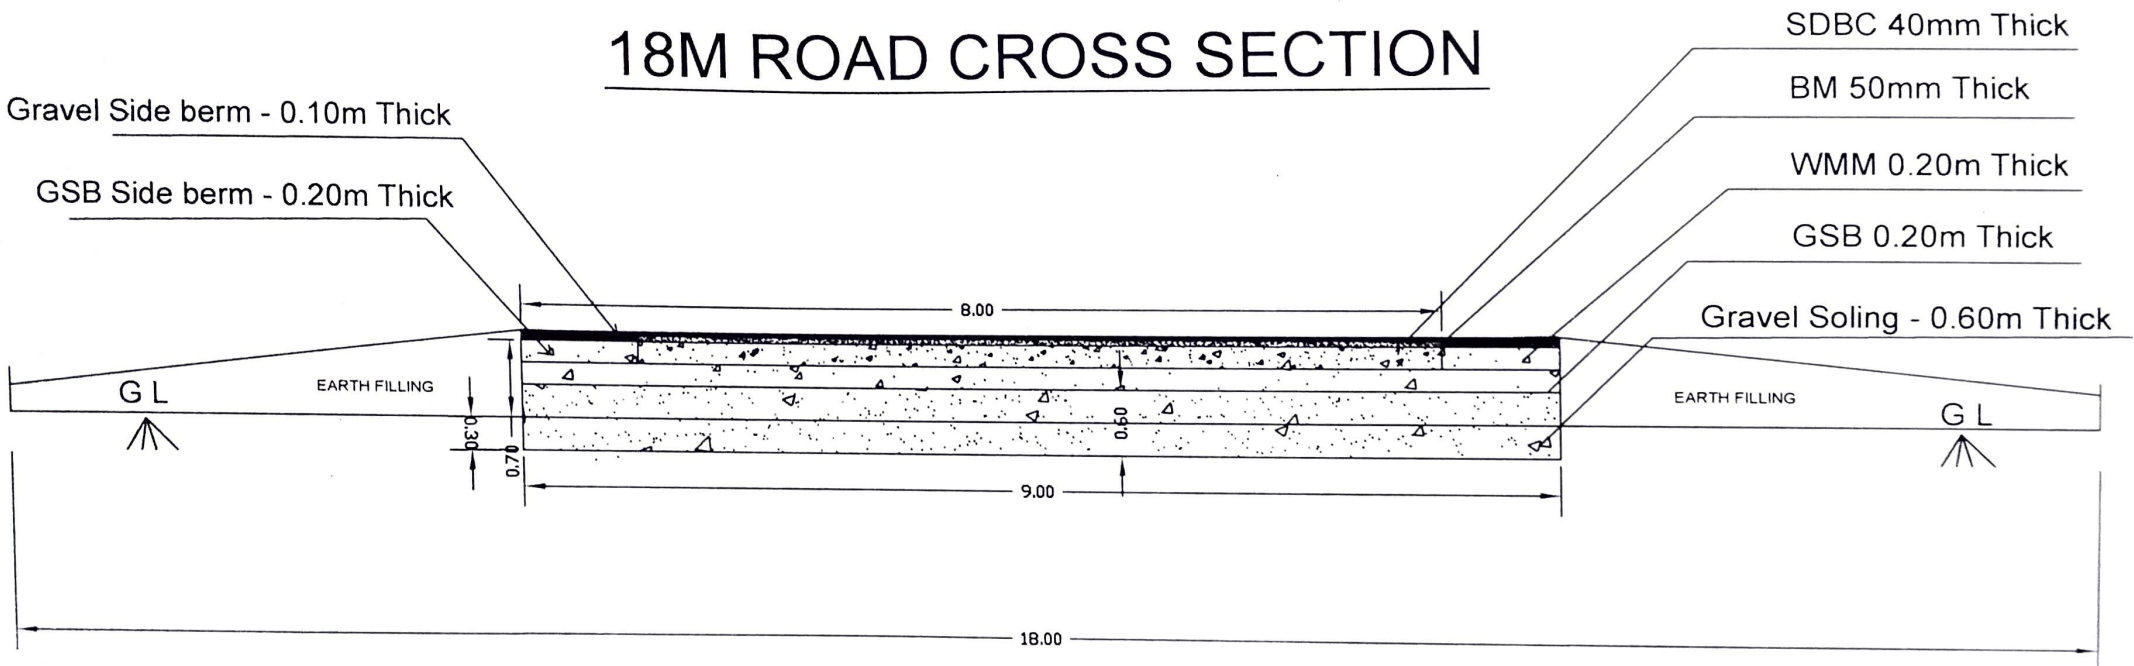 18M ROAD CROSS SECTION
SDBC 40mm Thick
BM 50mm Thick
WMM 0.20m Thick
GSB 0.20m Thick
Gravel Soling - 0.60m Thick
Gravel Side berm - 0.10m Thick
GSB Side berm - 0.20m Thick
8.00
G L
EARTH FILLING
0.30
0.70
0.60
EARTH FILLING
G L
9.00
18.00